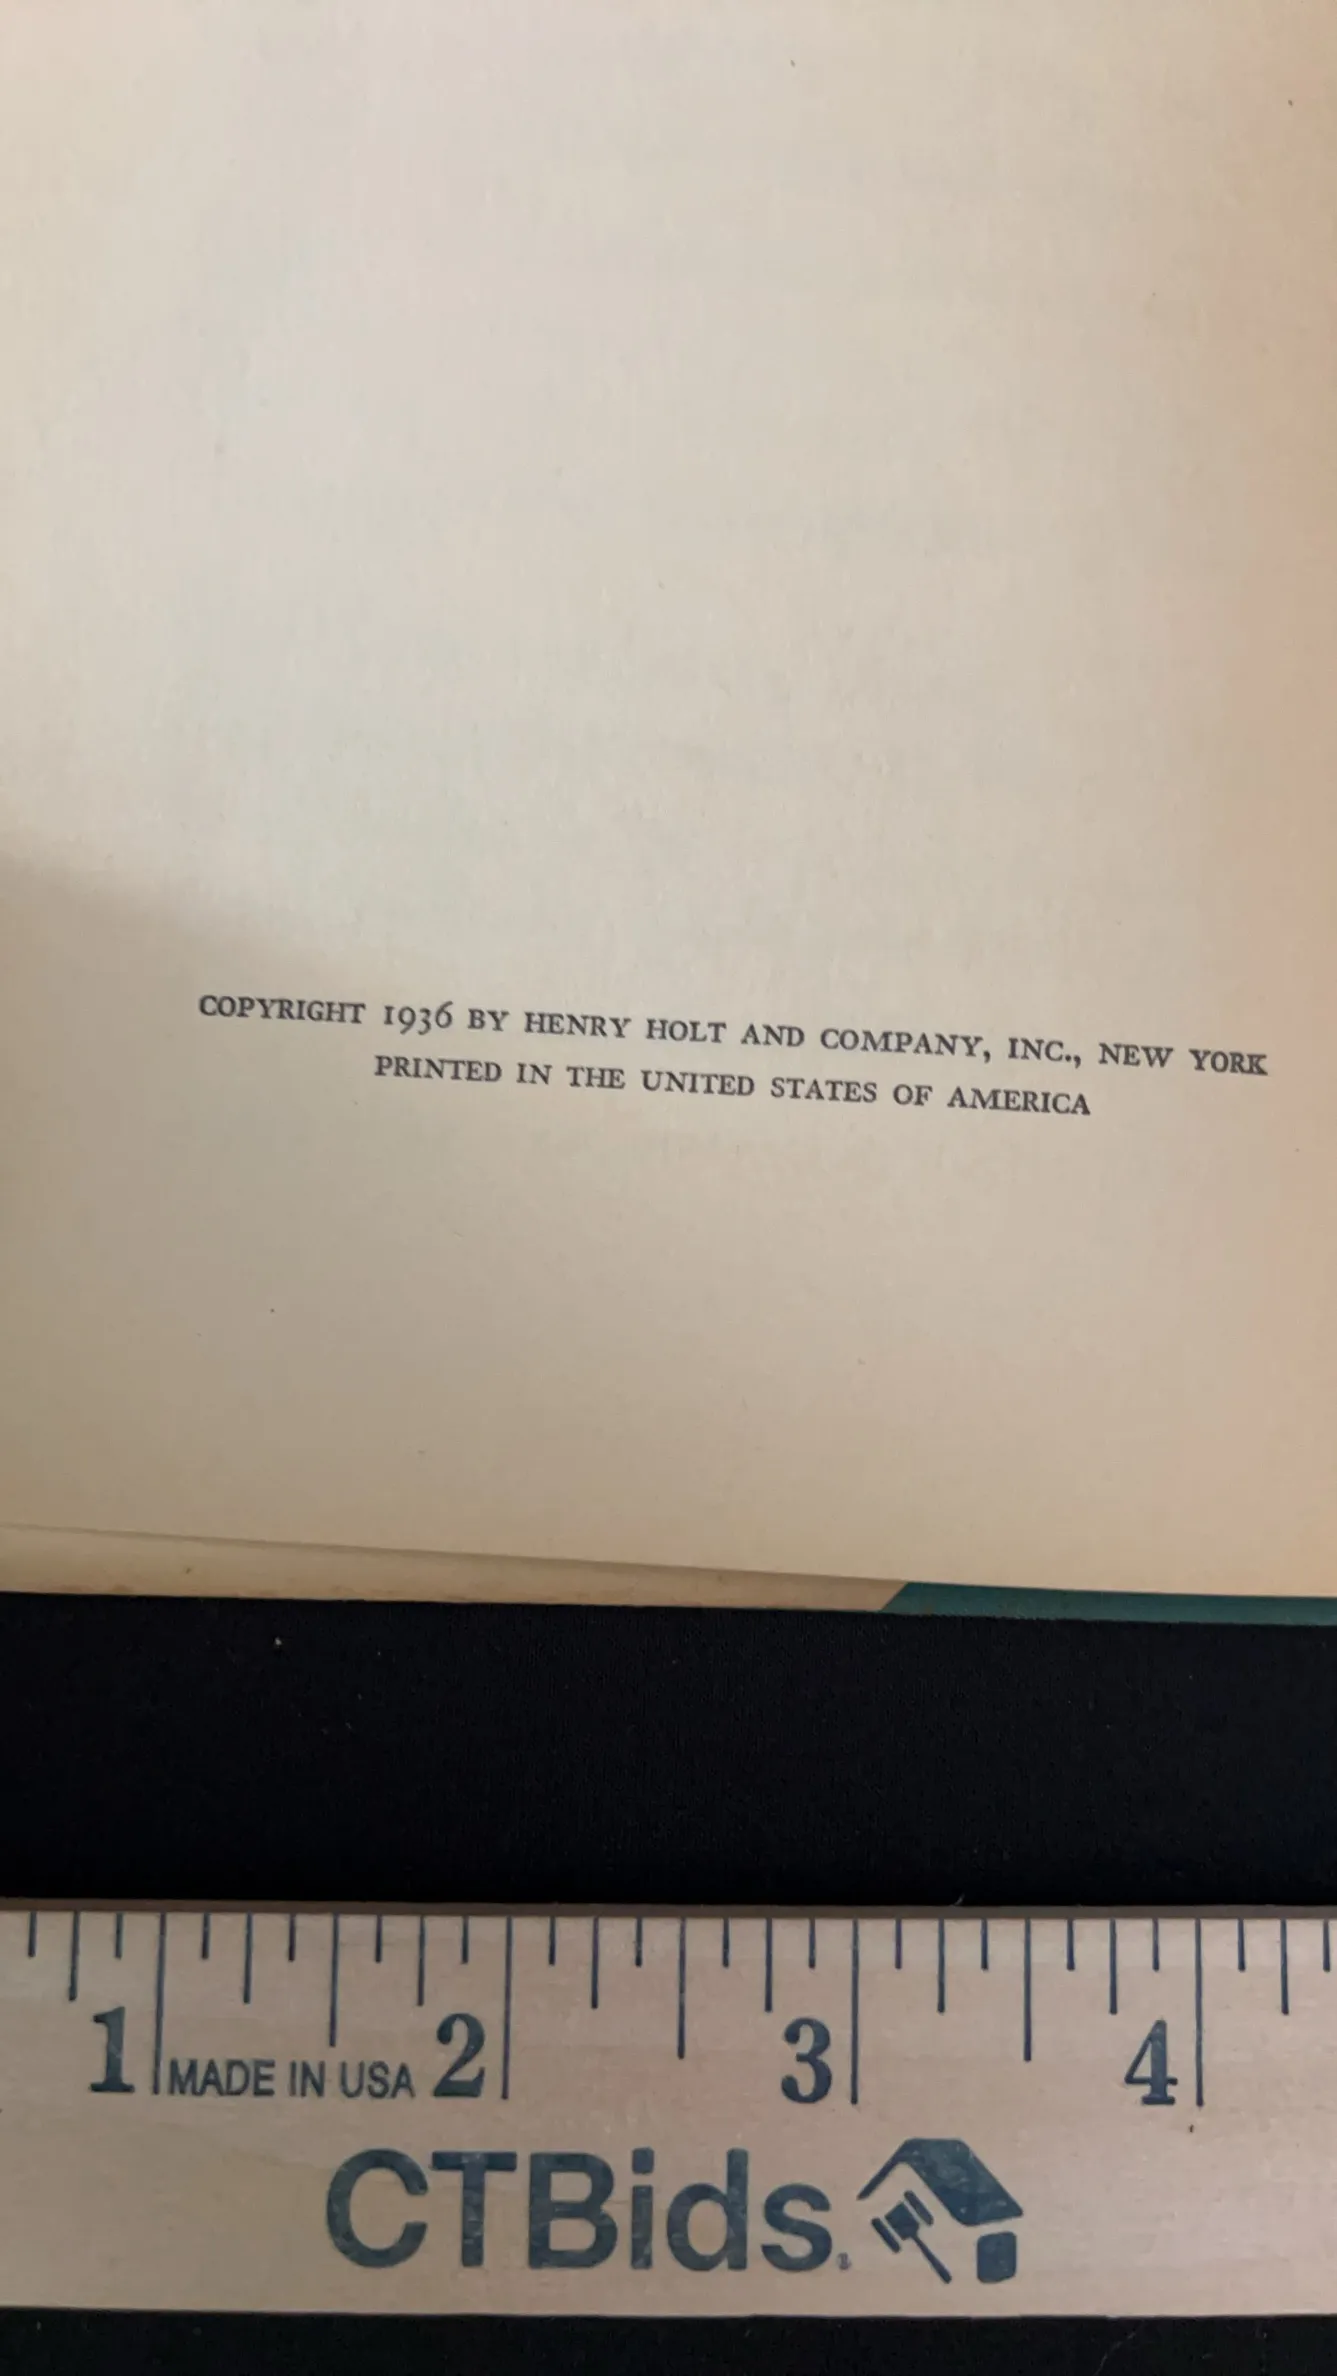 COPYRIGHT 1936 BY HENRY HOLT AND COMPANY, INC., NEW YORK
PRINTED IN THE UNITED STATES OF AMERICA
1 MADE IN USA 2 3 4
CTBids.